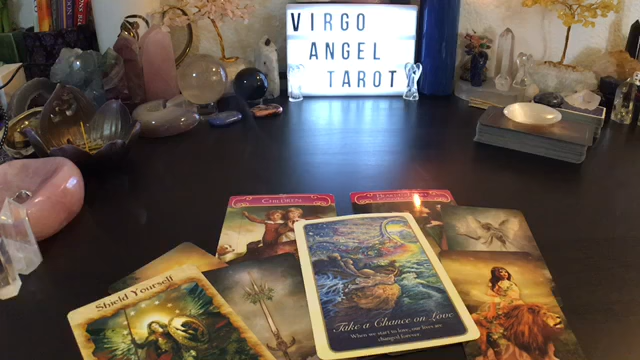 VIRGO
ANGEL
TAROT
CHILDREN
Take a Chance on Love
When we start to love, our lives are
changed forever.
Shield Yourself